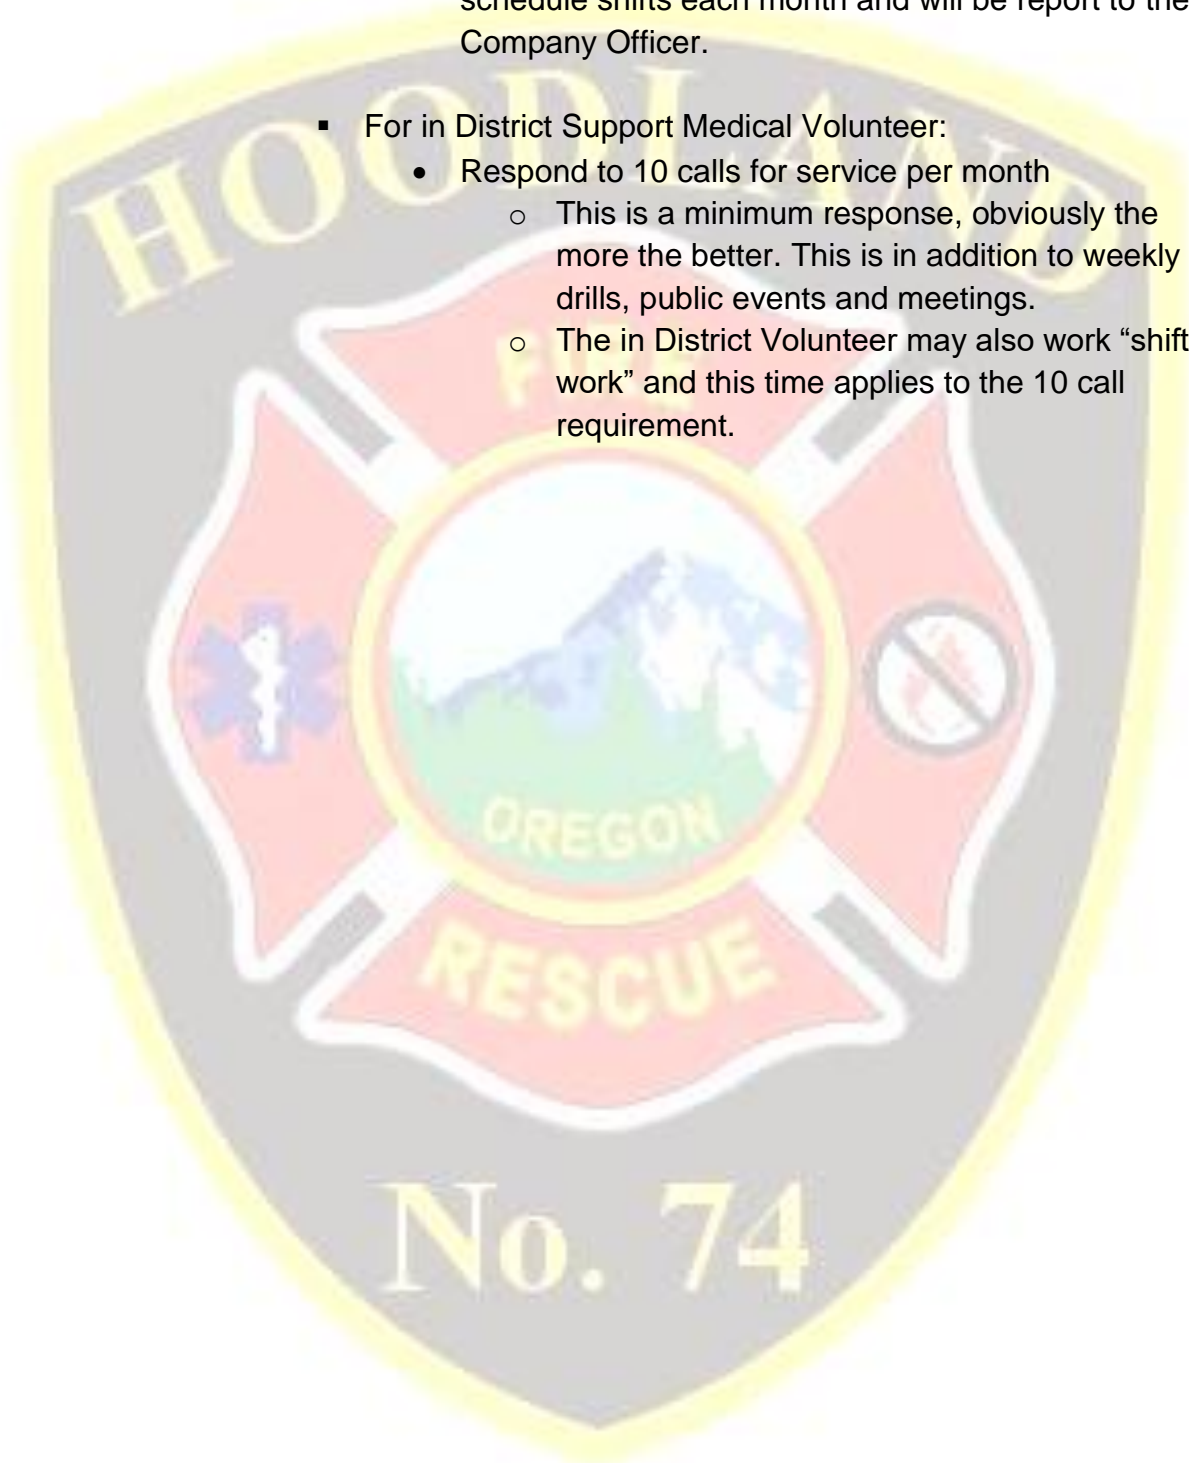 schedule shifts each month and will be report to the
Company Officer.
▪ For in District Support Medical Volunteer:
• Respond to 10 calls for service per month
o This is a minimum response, obviously the
more the better. This is in addition to weekly
drills, public events and meetings.
o The in District Volunteer may also work “shift
work” and this time applies to the 10 call
requirement.
HOODLAND
FIRE
OREGON
RESCUE
No. 74